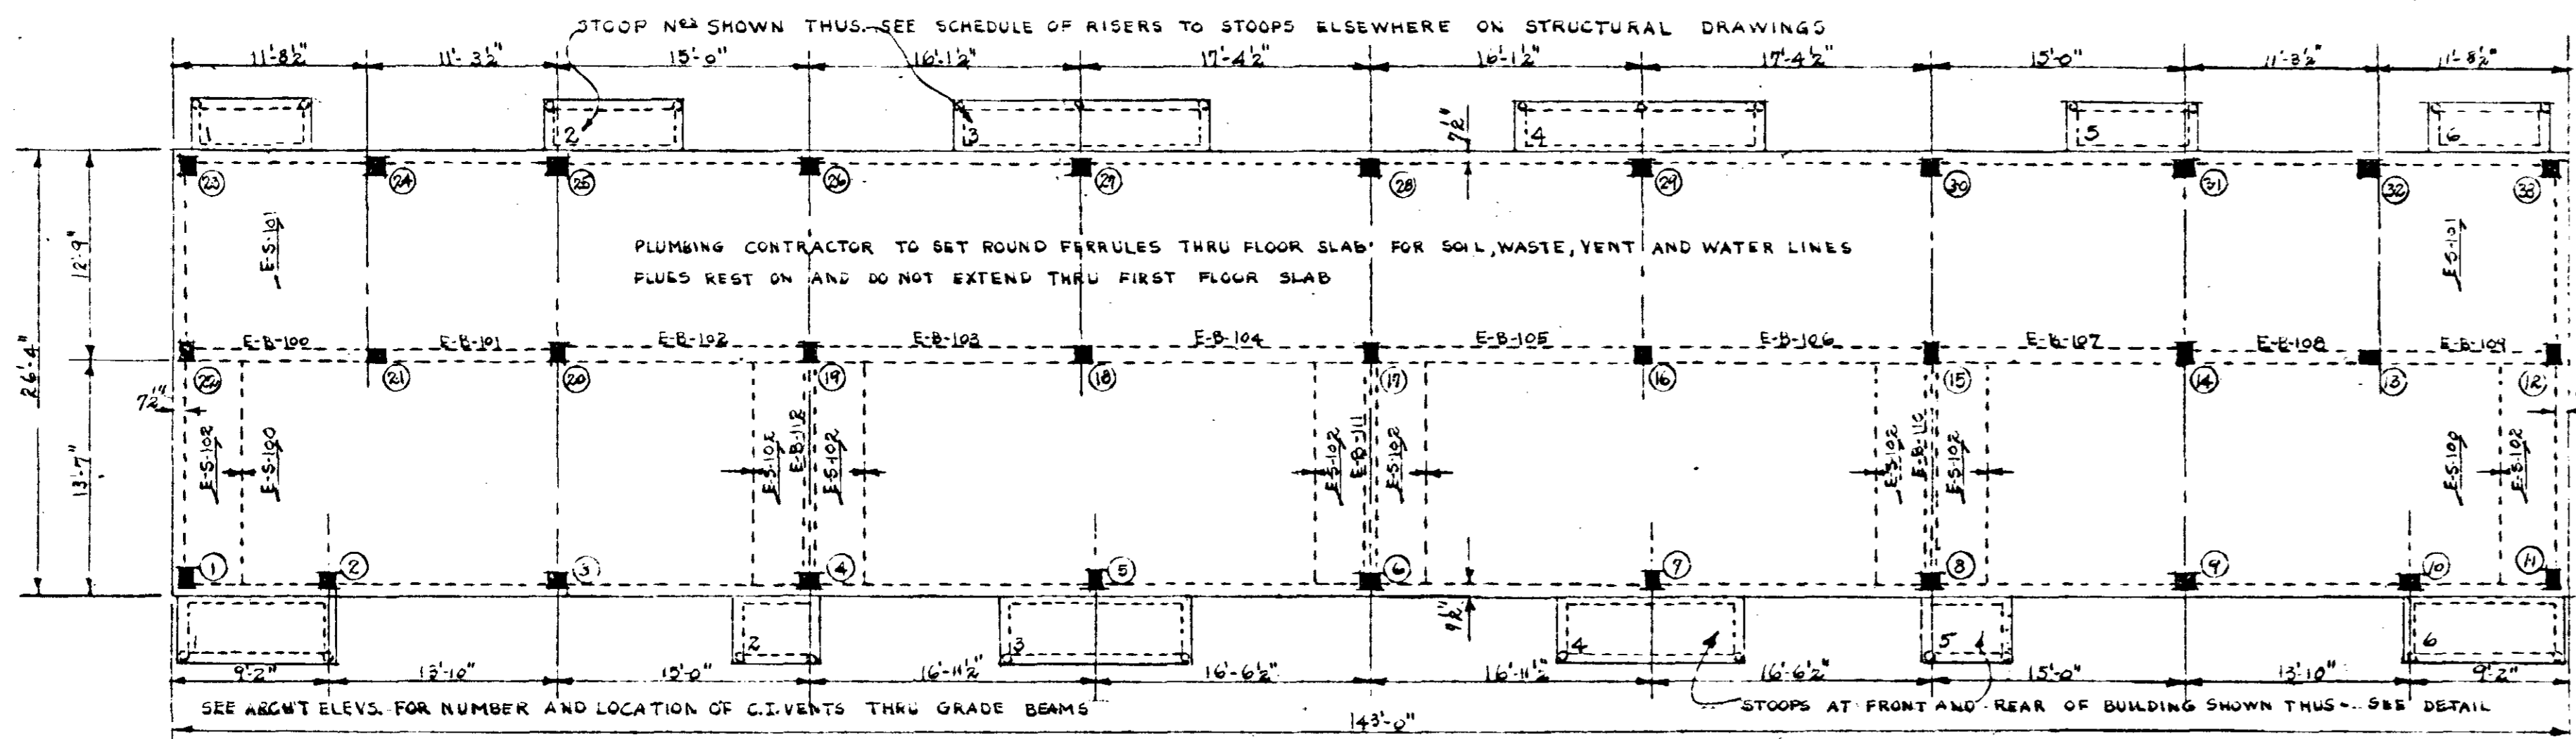 STOOP NOS SHOWN THUS. SEE SCHEDULE OF RISERS TO STOOPS ELSEWHERE ON STRUCTURAL DRAWINGS
11'-8½" 11'-3½" 15'-0" 16'-1½" 17'-4½" 16'-1½" 17'-4½" 15'-0" 11'-3½" 11'-8½"
1 2 3 4 5 6
7½"
23 24 25 26 27 28 29 30 31 32 33
E-S-101 E-S-101
12'-9"
PLUMBING CONTRACTOR TO SET ROUND FERRULES THRU FLOOR SLAB FOR SOIL, WASTE, VENT AND WATER LINES
FLUES REST ON AND DO NOT EXTEND THRU FIRST FLOOR SLAB
E-B-100 E-B-101 E-B-102 E-B-103 E-B-104 E-B-105 E-B-106 E-B-107 E-B-108 E-B-109
22 21 20 19 18 17 16 15 14 13 12
26'-4"
7½"
13'-7"
E-S-102 E-S-100 E-S-102 E-B-112 E-S-102 E-S-102 E-B-111 E-S-102 E-S-102 E-B-110 E-S-102 E-S-100 E-S-102
1 2 3 4 5 6 7 8 9 10 11
9½"
1 2 3 4 5 6
9'-2" 13'-10" 15'-0" 16'-11½" 16'-6½" 16'-11½" 16'-6½" 15'-0" 13'-10" 9'-2"
SEE ARCH'T ELEVS. FOR NUMBER AND LOCATION OF C.I. VENTS THRU GRADE BEAMS
STOOPS AT FRONT AND REAR OF BUILDING SHOWN THUS - SEE DETAIL
143'-0"